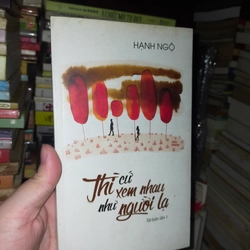 HẠNH NGỘ
Thì cứ
xem nhau
như người lạ